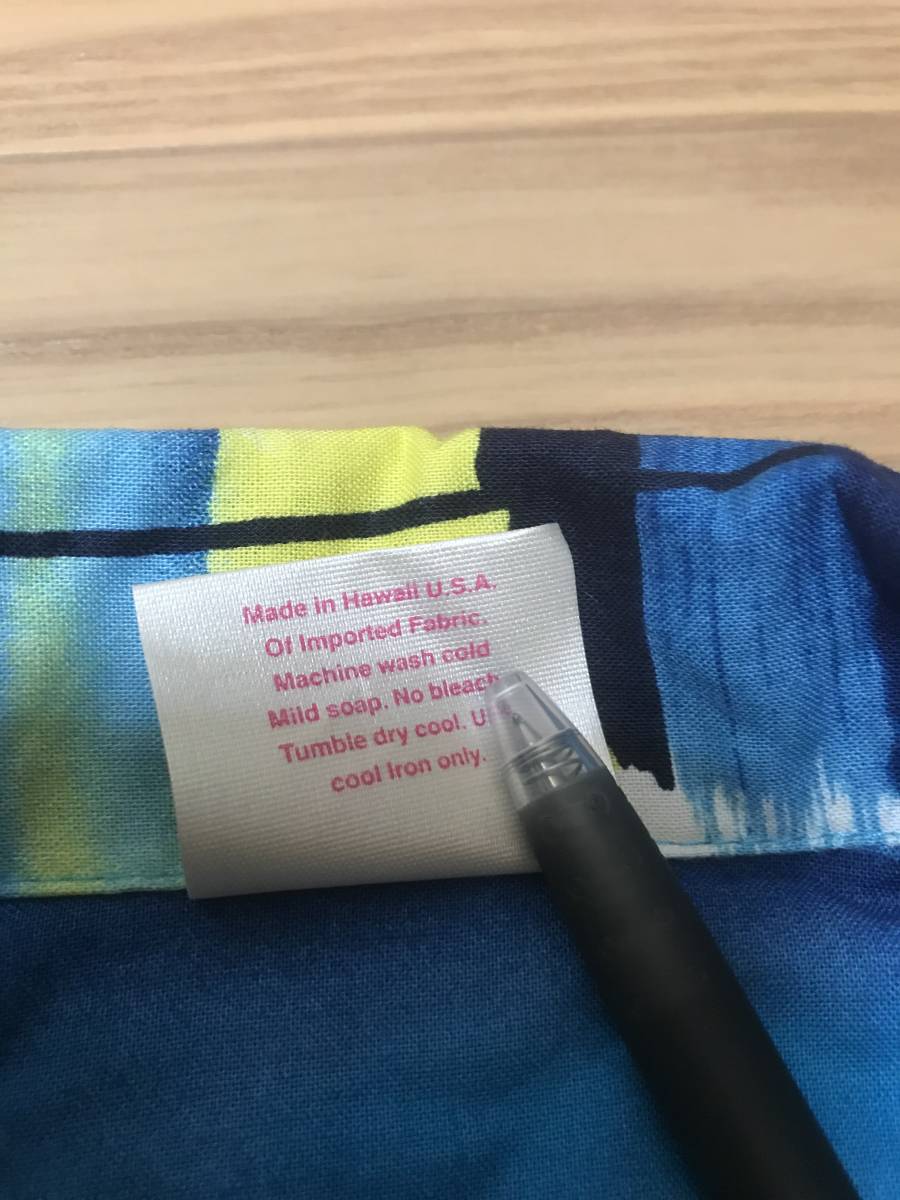 Made in Hawaii U.S.A.
Of Imported Fabric.
Machine wash cold
Mild soap. No bleach
Tumble dry cool. Use
cool Iron only.